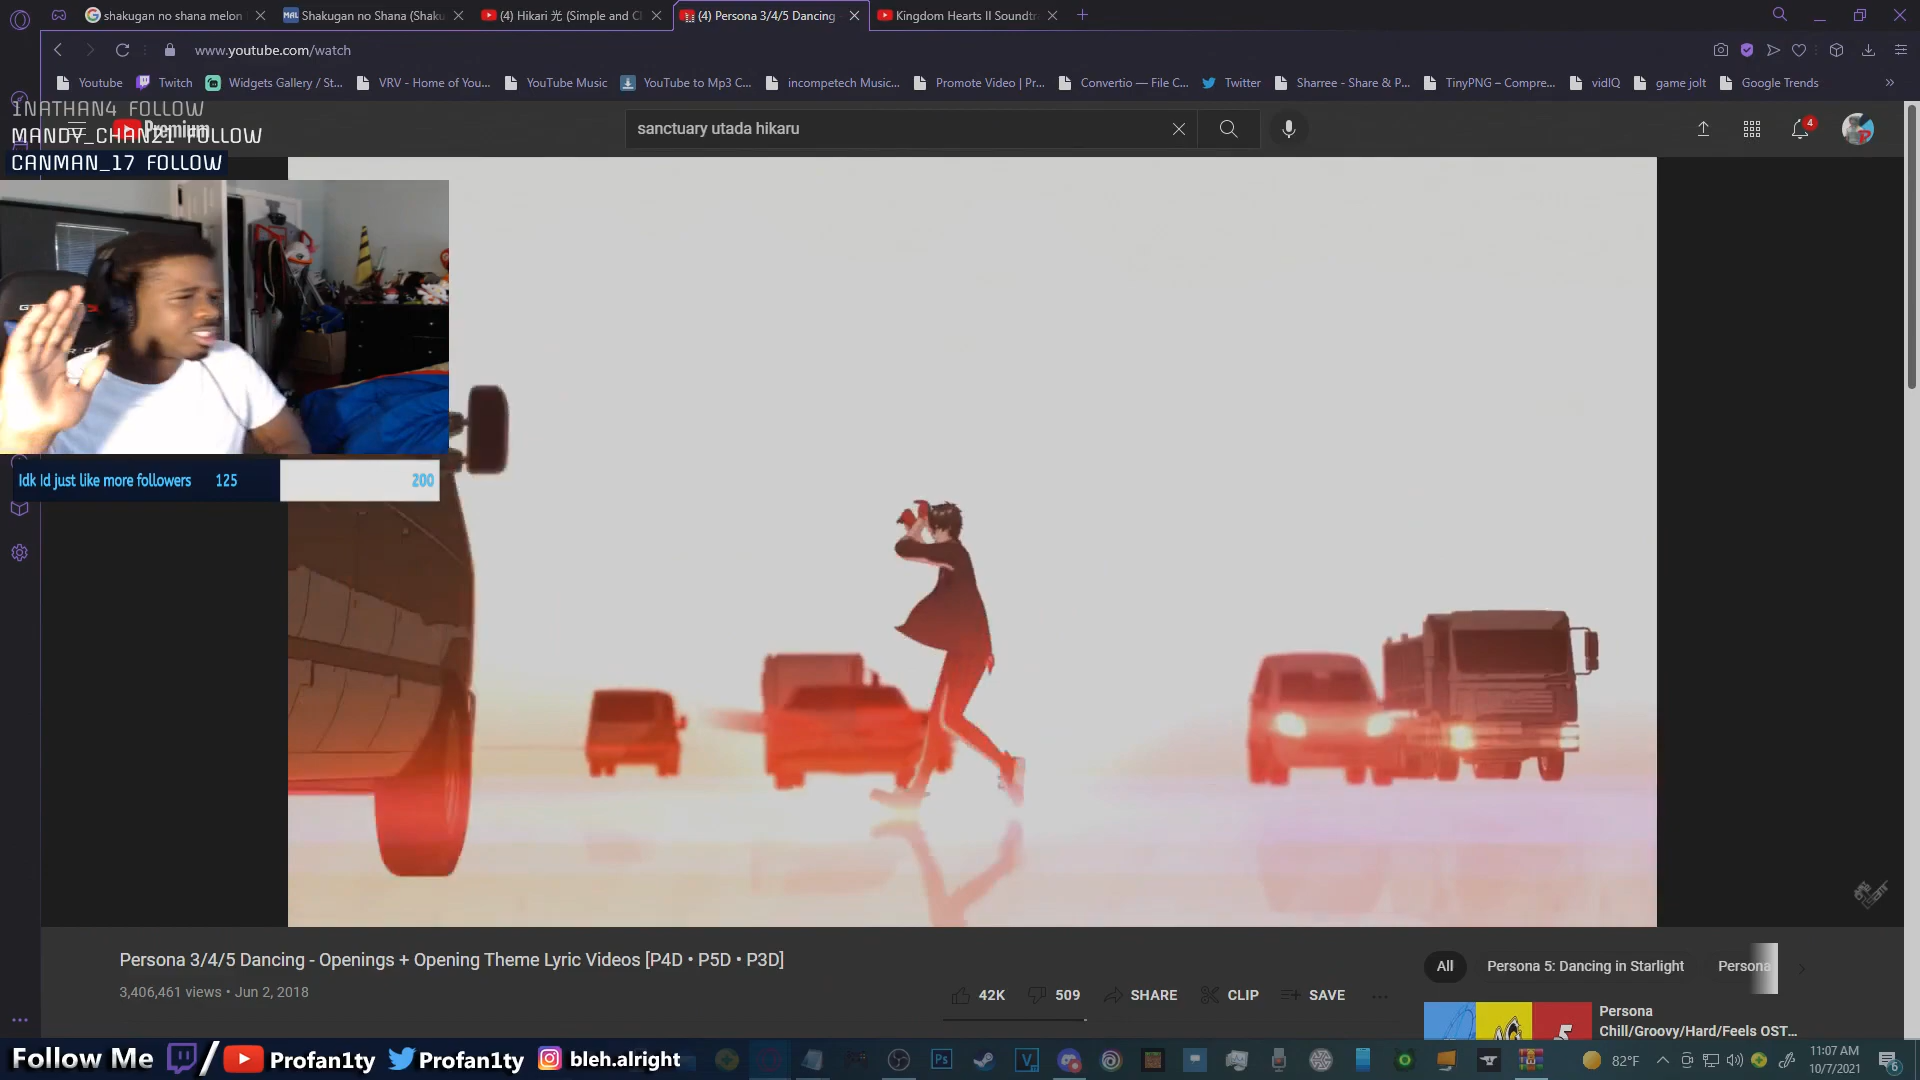 shakugan no shana melon
Shakugan no Shana (Shaku
(4) Hikari 光 (Simple and Cl
(4) Persona 3/4/5 Dancing
Kingdom Hearts II Soundtr
www.youtube.com/watch
Youtube
Twitch
Widgets Gallery / St...
VRV - Home of You...
YouTube Music
YouTube to Mp3 C...
incompetech Music...
Promote Video | Pr...
Convertio — File C...
Twitter
Sharree - Share & P...
TinyPNG – Compre...
vidIQ
game jolt
Google Trends
1NATHAN4 FOLLOW
MANDY_CHAN21 FOLLOW
CANMAN_17 FOLLOW
Premium
sanctuary utada hikaru
4
Idk Id just like more followers 125 200
Persona 3/4/5 Dancing - Openings + Opening Theme Lyric Videos [P4D • P5D • P3D]
3,406,461 views • Jun 2, 2018
42K
509
SHARE
CLIP
SAVE
All
Persona 5: Dancing in Starlight
Persona
Persona
Chill/Groovy/Hard/Feels OST...
Follow Me / Profan1ty Profan1ty bleh.alright
82°F
11:07 AM
10/7/2021
6